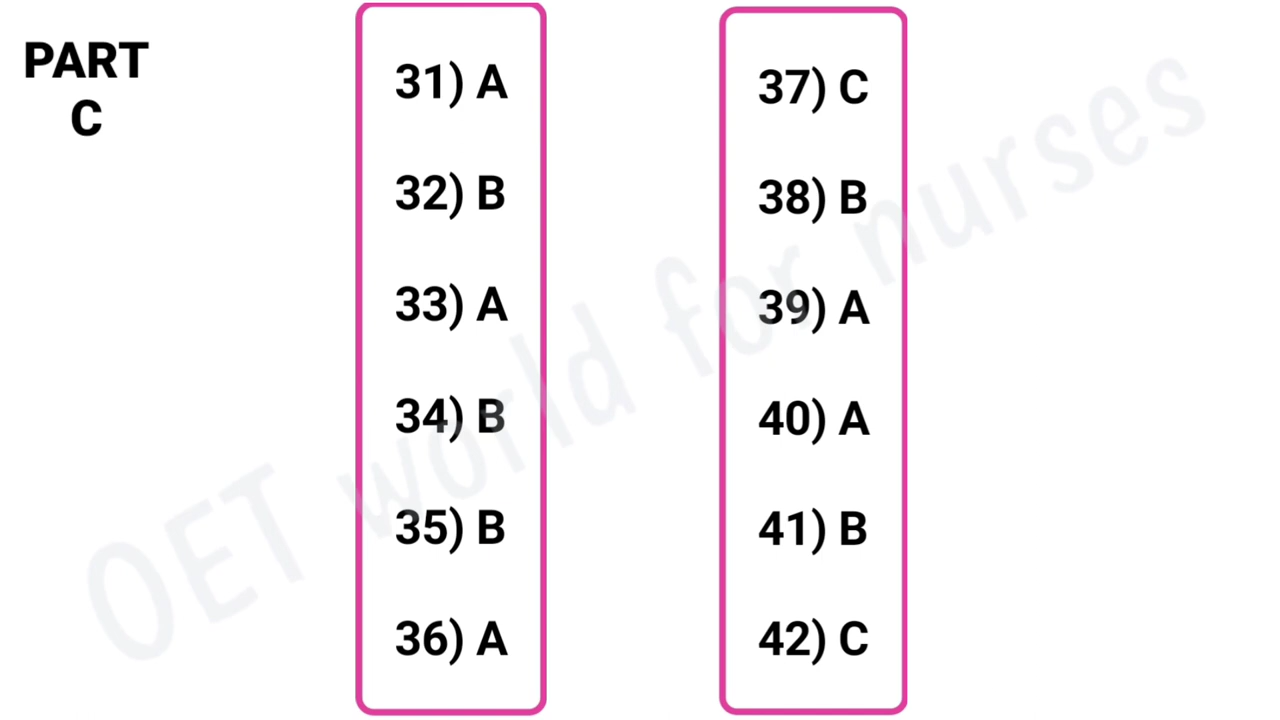 PART
C
31) A
32) B
33) A
34) B
35) B
36) A
37) C
38) B
39) A
40) A
41) B
42) C
OET world for nurses